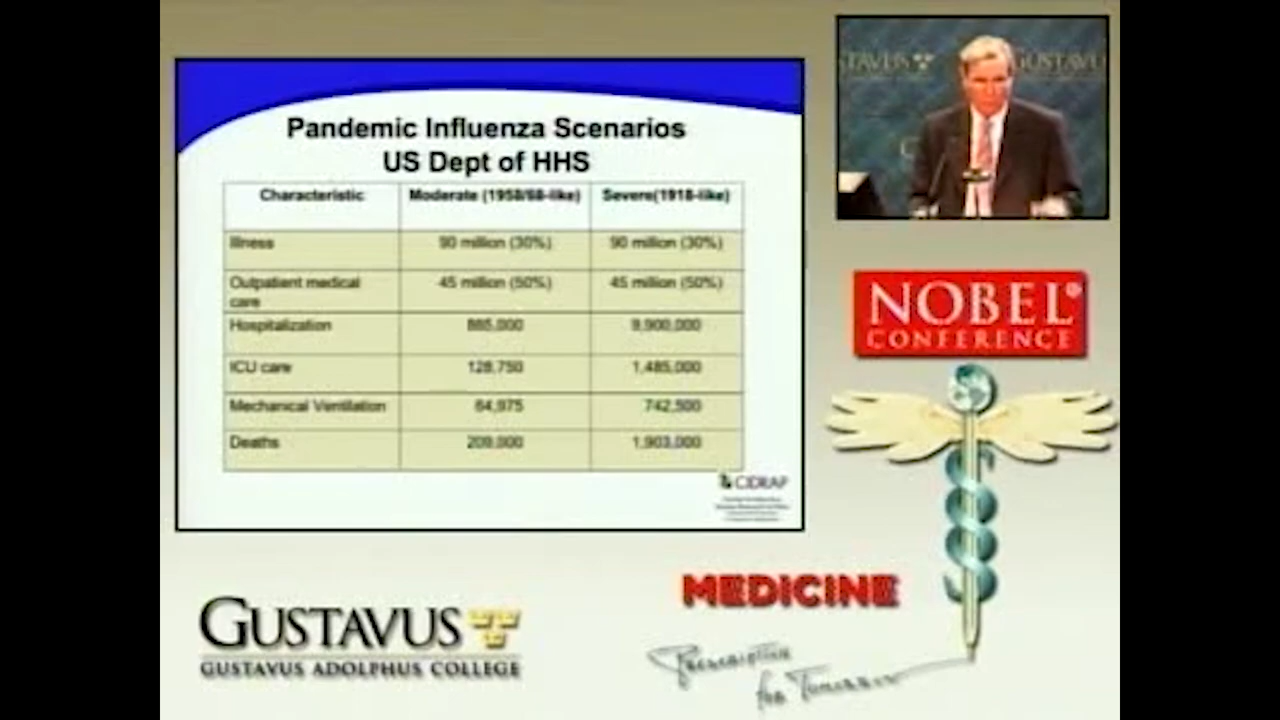 Pandemic Influenza Scenarios
US Dept of HHS
Characteristic Moderate (1958/68-like) Severe(1918-like)
Illness 90 million (30%) 90 million (30%)
Outpatient medical care 45 million (50%) 45 million (50%)
Hospitalization 865,000 9,900,000
ICU care 128,750 1,485,000
Mechanical Ventilation 64,875 742,500
Deaths 209,000 1,903,000
CIDRAP
GUSTAVUS
NOBEL®
CONFERENCE
MEDICINE
Prescription
for Tomorrow
GUSTAVUS
GUSTAVUS ADOLPHUS COLLEGE